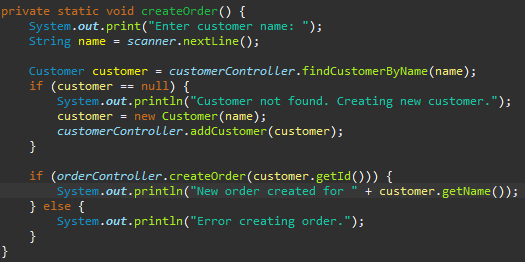 private static void createOrder() {
    System.out.print("Enter customer name: ");
    String name = scanner.nextLine();

    Customer customer = customerController.findCustomerByName(name);
    if (customer == null) {
        System.out.println("Customer not found. Creating new customer.");
        customer = new Customer(name);
        customerController.addCustomer(customer);
    }

    if (orderController.createOrder(customer.getId())) {
        System.out.println("New order created for " + customer.getName());
    } else {
        System.out.println("Error creating order.");
    }
}